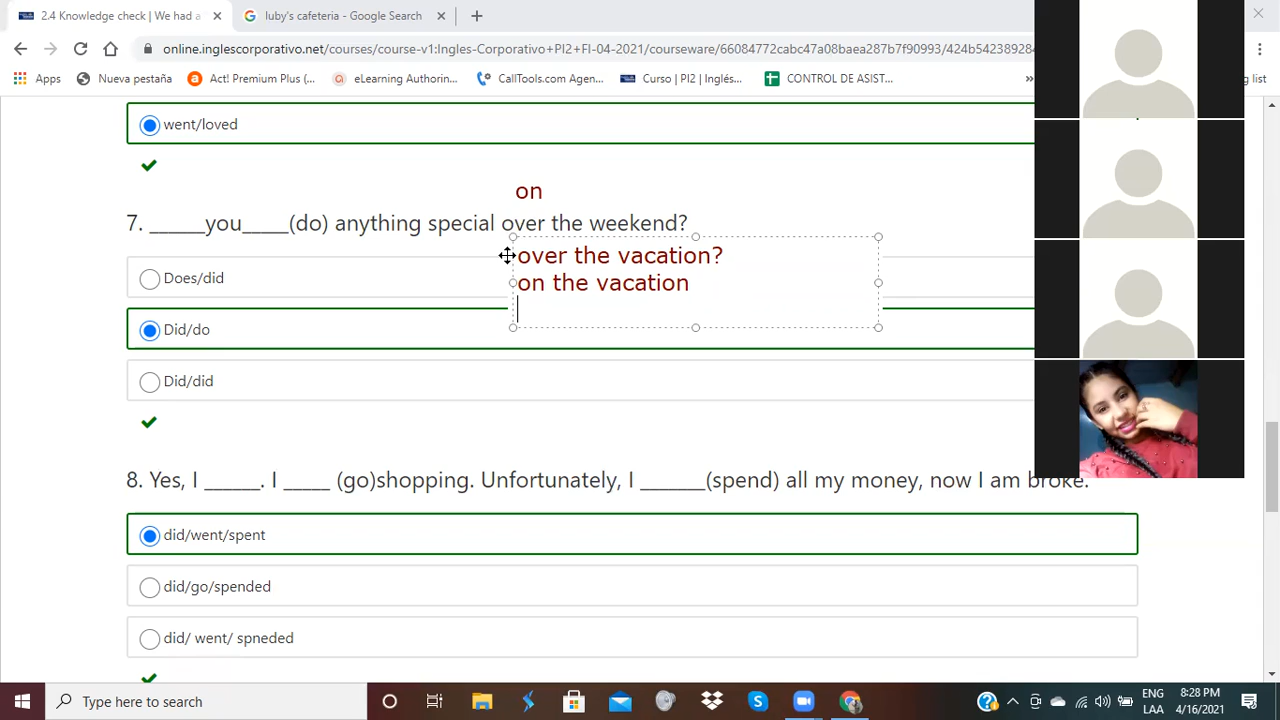 2.4 Knowledge check | We had a
luby's cafeteria - Google Search
online.inglescorporativo.net/courses/course-v1:Ingles-Corporativo+PI2+FI-04-2021/courseware/66084772cabc47a08baea287b7f90993/424b542389284
Apps
Nueva pestaña
Act! Premium Plus (...
eLearning Authorin...
CallTools.com Agen...
Curso | PI2 | Inglés...
CONTROL DE ASIST...
»
ng list
went/loved
on
7. ______you_____(do) anything special over the weekend?
over the vacation?
on the vacation
Does/did
Did/do
Did/did
8. Yes, I ______. I _____ (go)shopping. Unfortunately, I _______(spend) all my money, now I am broke.
did/went/spent
did/go/spended
did/ went/ spneded
Type here to search
ENG
LAA
8:28 PM
4/16/2021